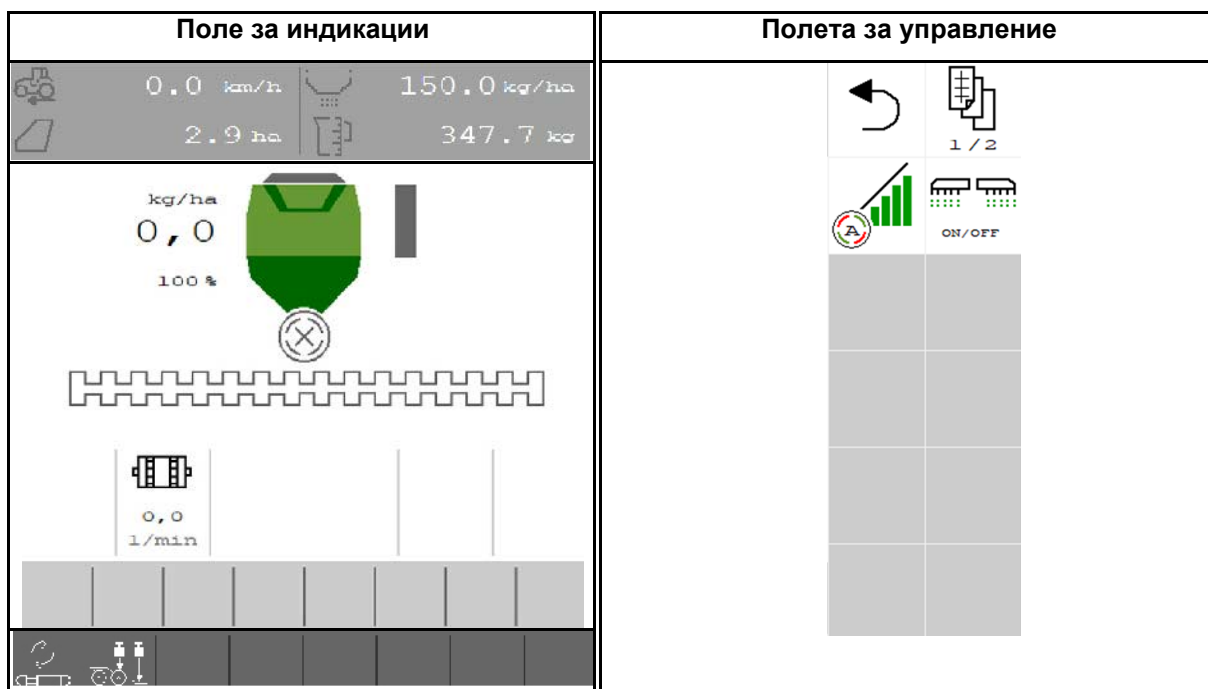 Поле за индикации
Полета за управление
0.0 km/h
150.0 kg/ha
2.9 ha
347.7 kg
kg/ha
0,0
100 %
0,0
l/min
1/2
A
ON/OFF